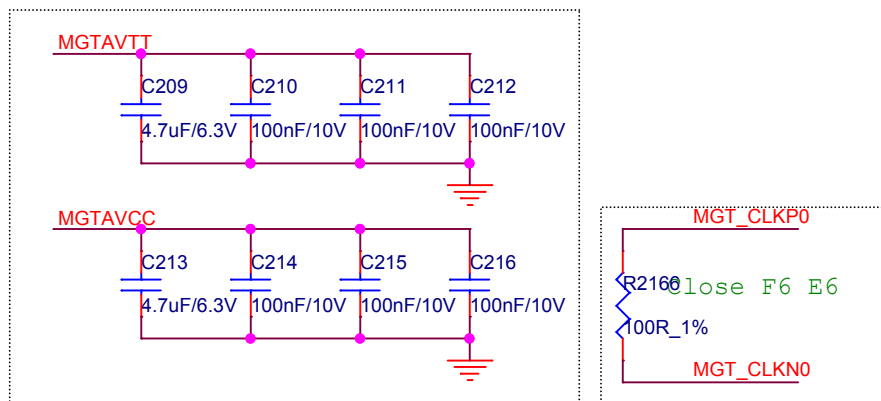 MGTAVTT
C209 C210 C211 C212
4.7uF/6.3V 100nF/10V 100nF/10V 100nF/10V
MGTAVCC
C213 C214 C215 C216
4.7uF/6.3V 100nF/10V 100nF/10V 100nF/10V
MGT_CLKP0
R2166 Close F6 E6
100R_1%
MGT_CLKN0